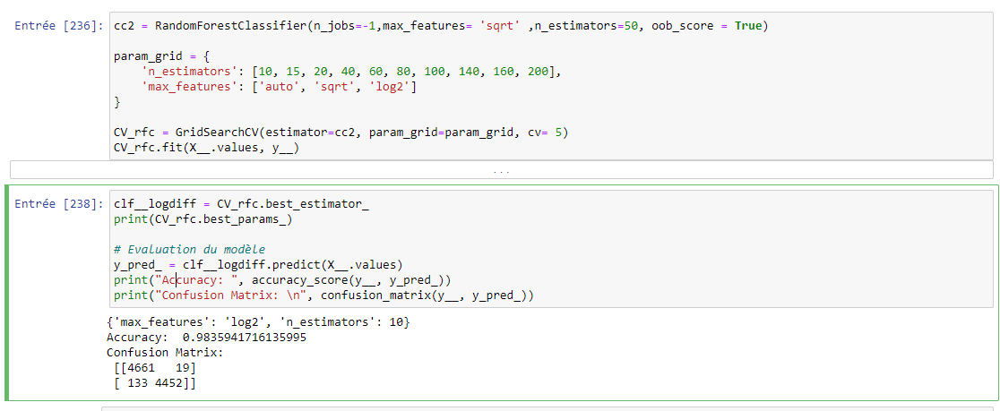 Entrée [236]: cc2 = RandomForestClassifier(n_jobs=-1,max_features= 'sqrt' ,n_estimators=50, oob_score = True)
param_grid = {
    'n_estimators': [10, 15, 20, 40, 60, 80, 100, 140, 160, 200],
    'max_features': ['auto', 'sqrt', 'log2']
}
CV_rfc = GridSearchCV(estimator=cc2, param_grid=param_grid, cv= 5)
CV_rfc.fit(X__.values, y__)
...
Entrée [238]: clf__logdiff = CV_rfc.best_estimator_
print(CV_rfc.best_params_)
# Evaluation du modèle
y_pred_ = clf__logdiff.predict(X__.values)
print("Accuracy: ", accuracy_score(y__, y_pred_))
print("Confusion Matrix: \n", confusion_matrix(y__, y_pred_))
{'max_features': 'log2', 'n_estimators': 10}
Accuracy:  0.9835941716135995
Confusion Matrix:
 [[4661   19]
 [ 133 4452]]